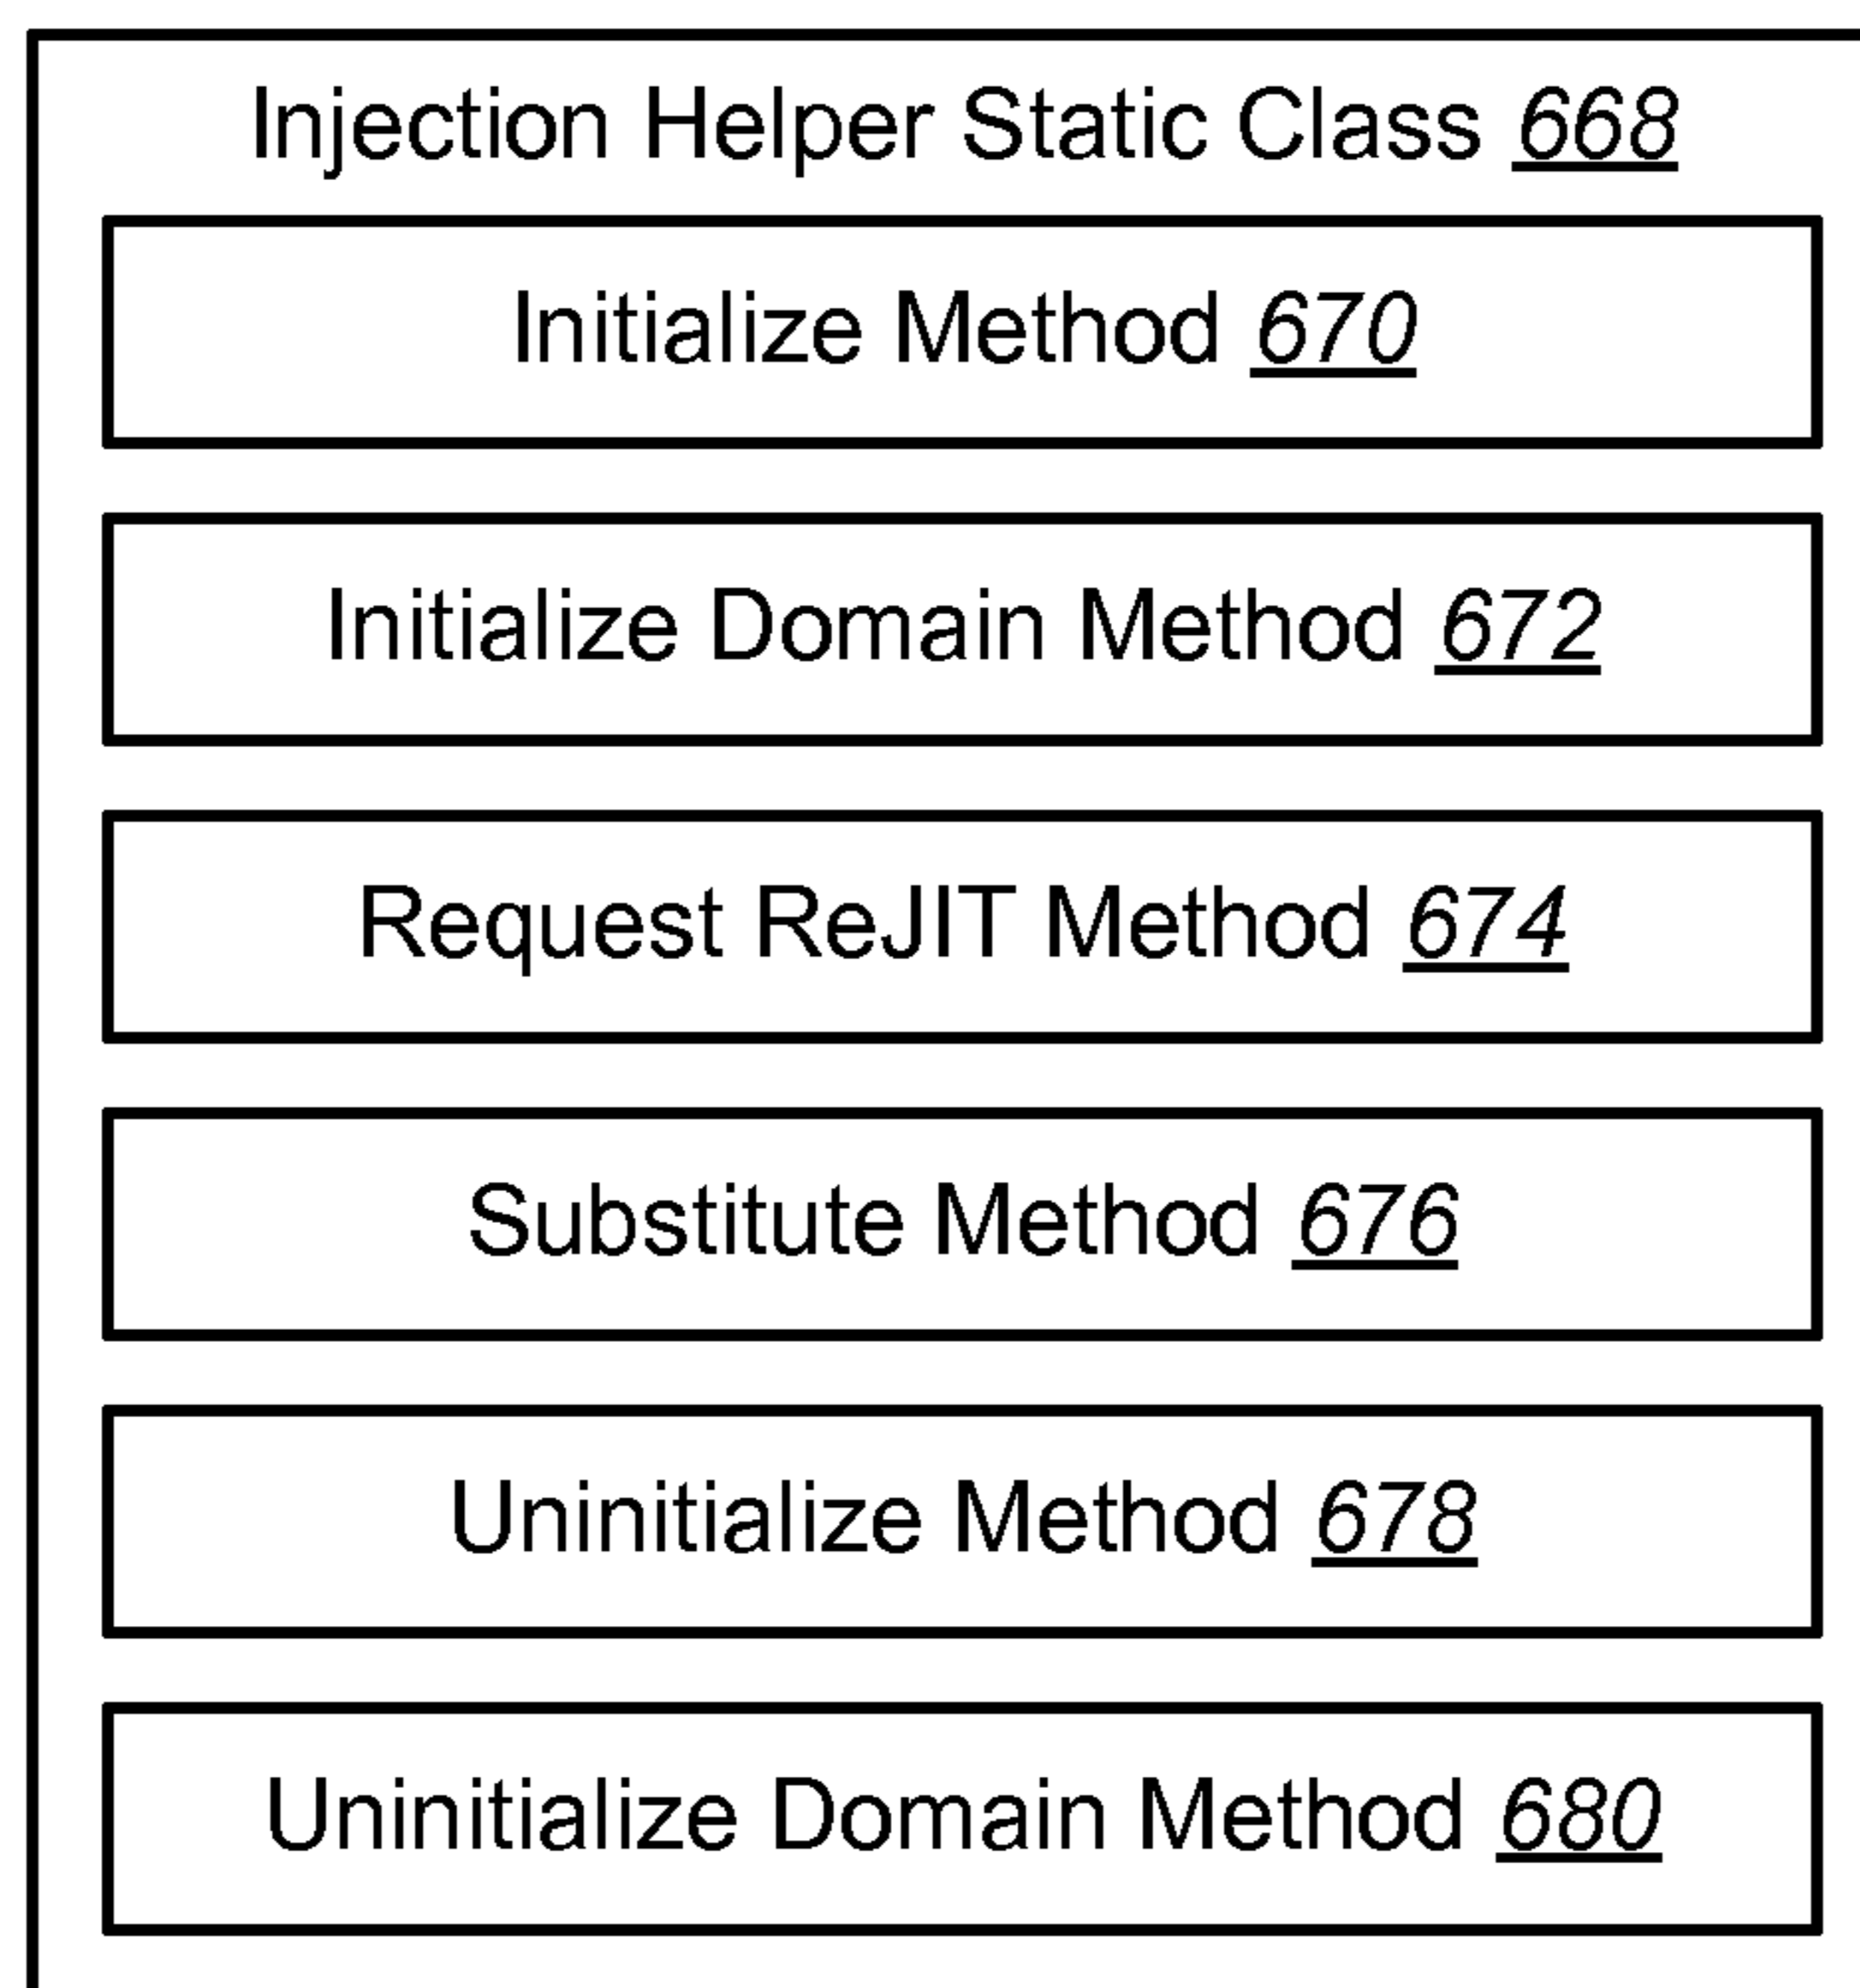 Injection Helper Static Class 668
Initialize Method 670
Initialize Domain Method 672
Request ReJIT Method 674
Substitute Method 676
Uninitialize Method 678
Uninitialize Domain Method 680